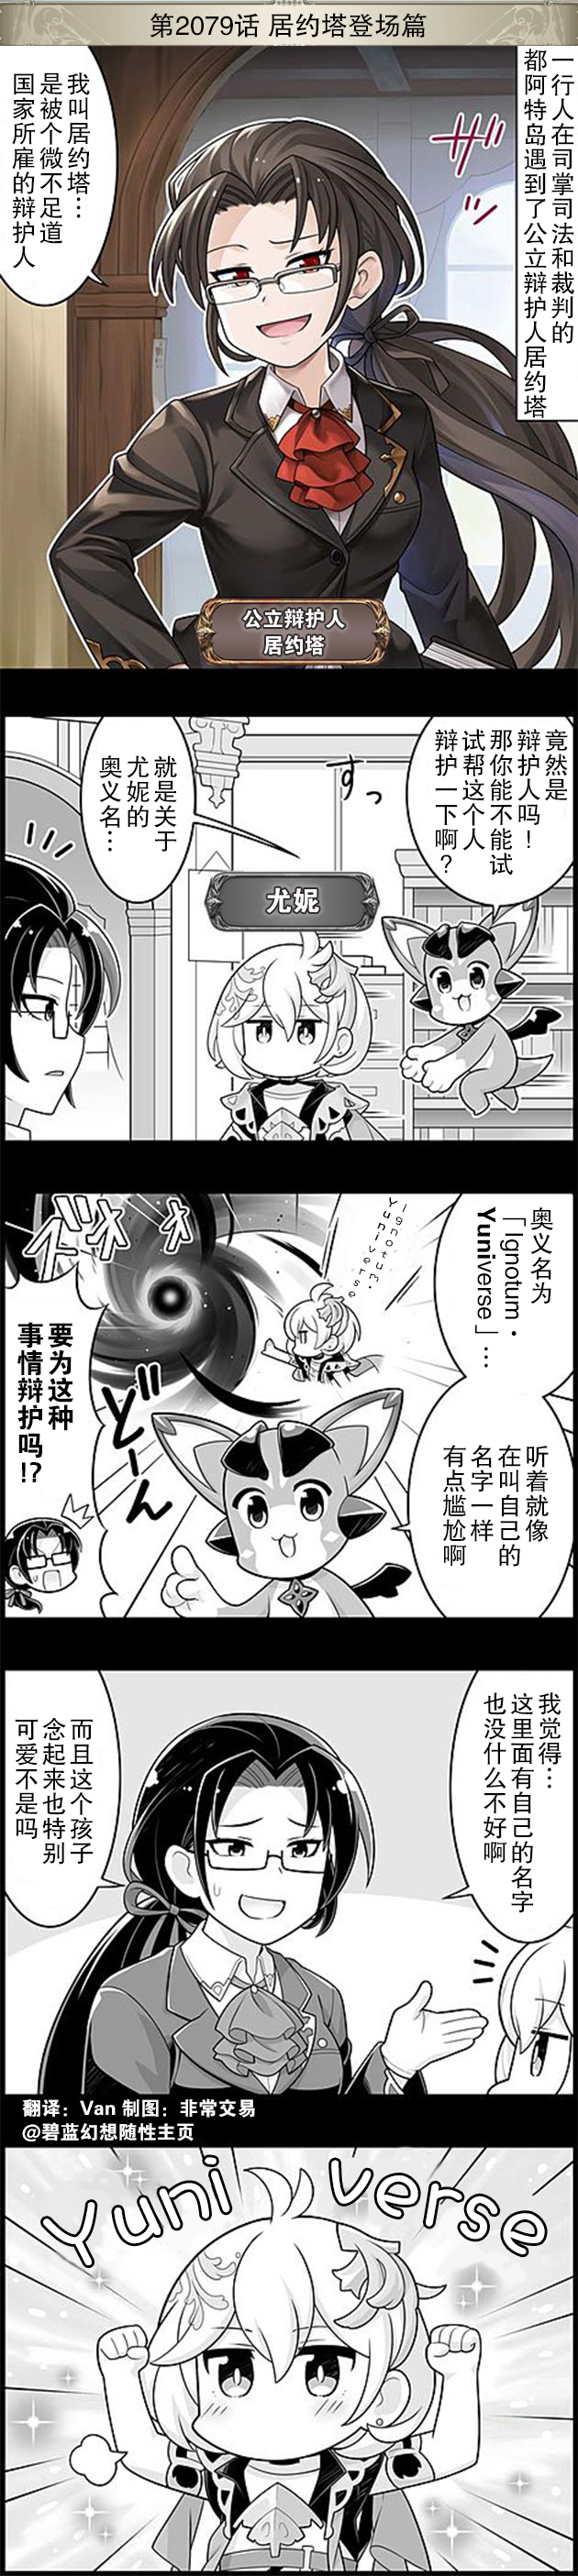 第2079话 居约塔登场篇
一行人在司掌司法和裁判的
都阿特岛遇到了公立辩护人居约塔
ザッ
我叫居约塔…
是被个微不足道
国家所雇的辩护人
公立辩护人
居约塔
竟然是
辩护人吗！
那你能不能试
试帮这个人
辩护一下啊？
すっ
就是关于
尤妮的
奥义名…
尤妮
奥义名为
「Ignotum・
Yuniverse」…
Ignotum・
Yuniverse
听着就像
在叫自己的
名字一样
有点尴尬啊
ズズズ
どーん
要为这种
事情辩护吗!?
我觉得…
这里面有自己的名字
也没什么不好啊
而且这个孩子
念起来也特别
可爱不是吗
翻译：Van 制图：非常交易
@碧蓝幻想随性主页
Yuni verse